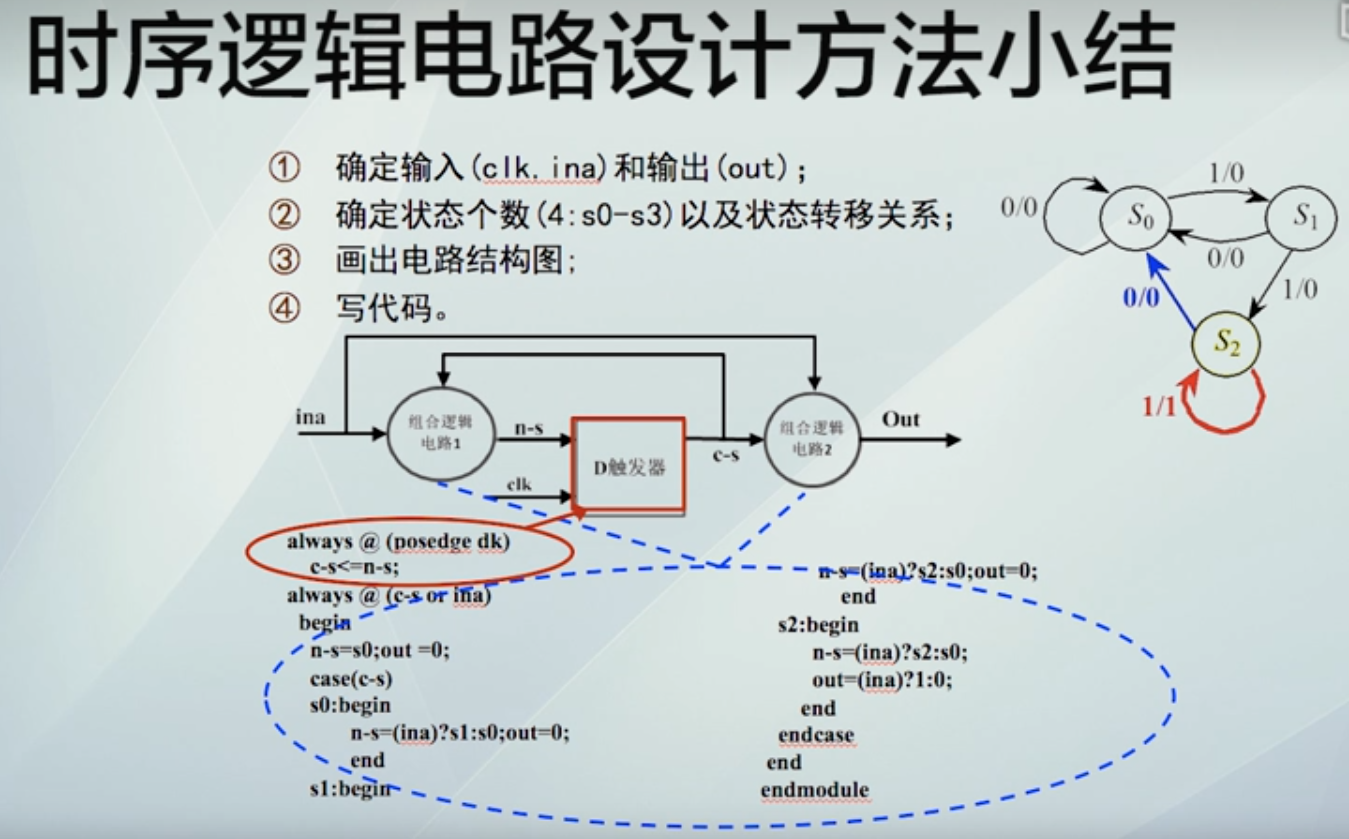 时序逻辑电路设计方法小结
① 确定输入(clk.ina)和输出(out);
② 确定状态个数(4:s0-s3)以及状态转移关系;
③ 画出电路结构图;
④ 写代码。
0/0
S0
1/0
S1
0/0
0/0
1/0
S2
1/1
ina
组合逻辑
电路1
n-s
clk
D触发器
c-s
组合逻辑
电路2
Out
always @ (posedge dk)
c-s<=n-s;
always @ (c-s or ina)
begin
n-s=s0;out =0;
case(c-s)
s0:begin
n-s=(ina)?s1:s0;out=0;
end
s1:begin
n-s=(ina)?s2:s0;out=0;
end
s2:begin
n-s=(ina)?s2:s0;
out=(ina)?1:0;
end
endcase
end
endmodule